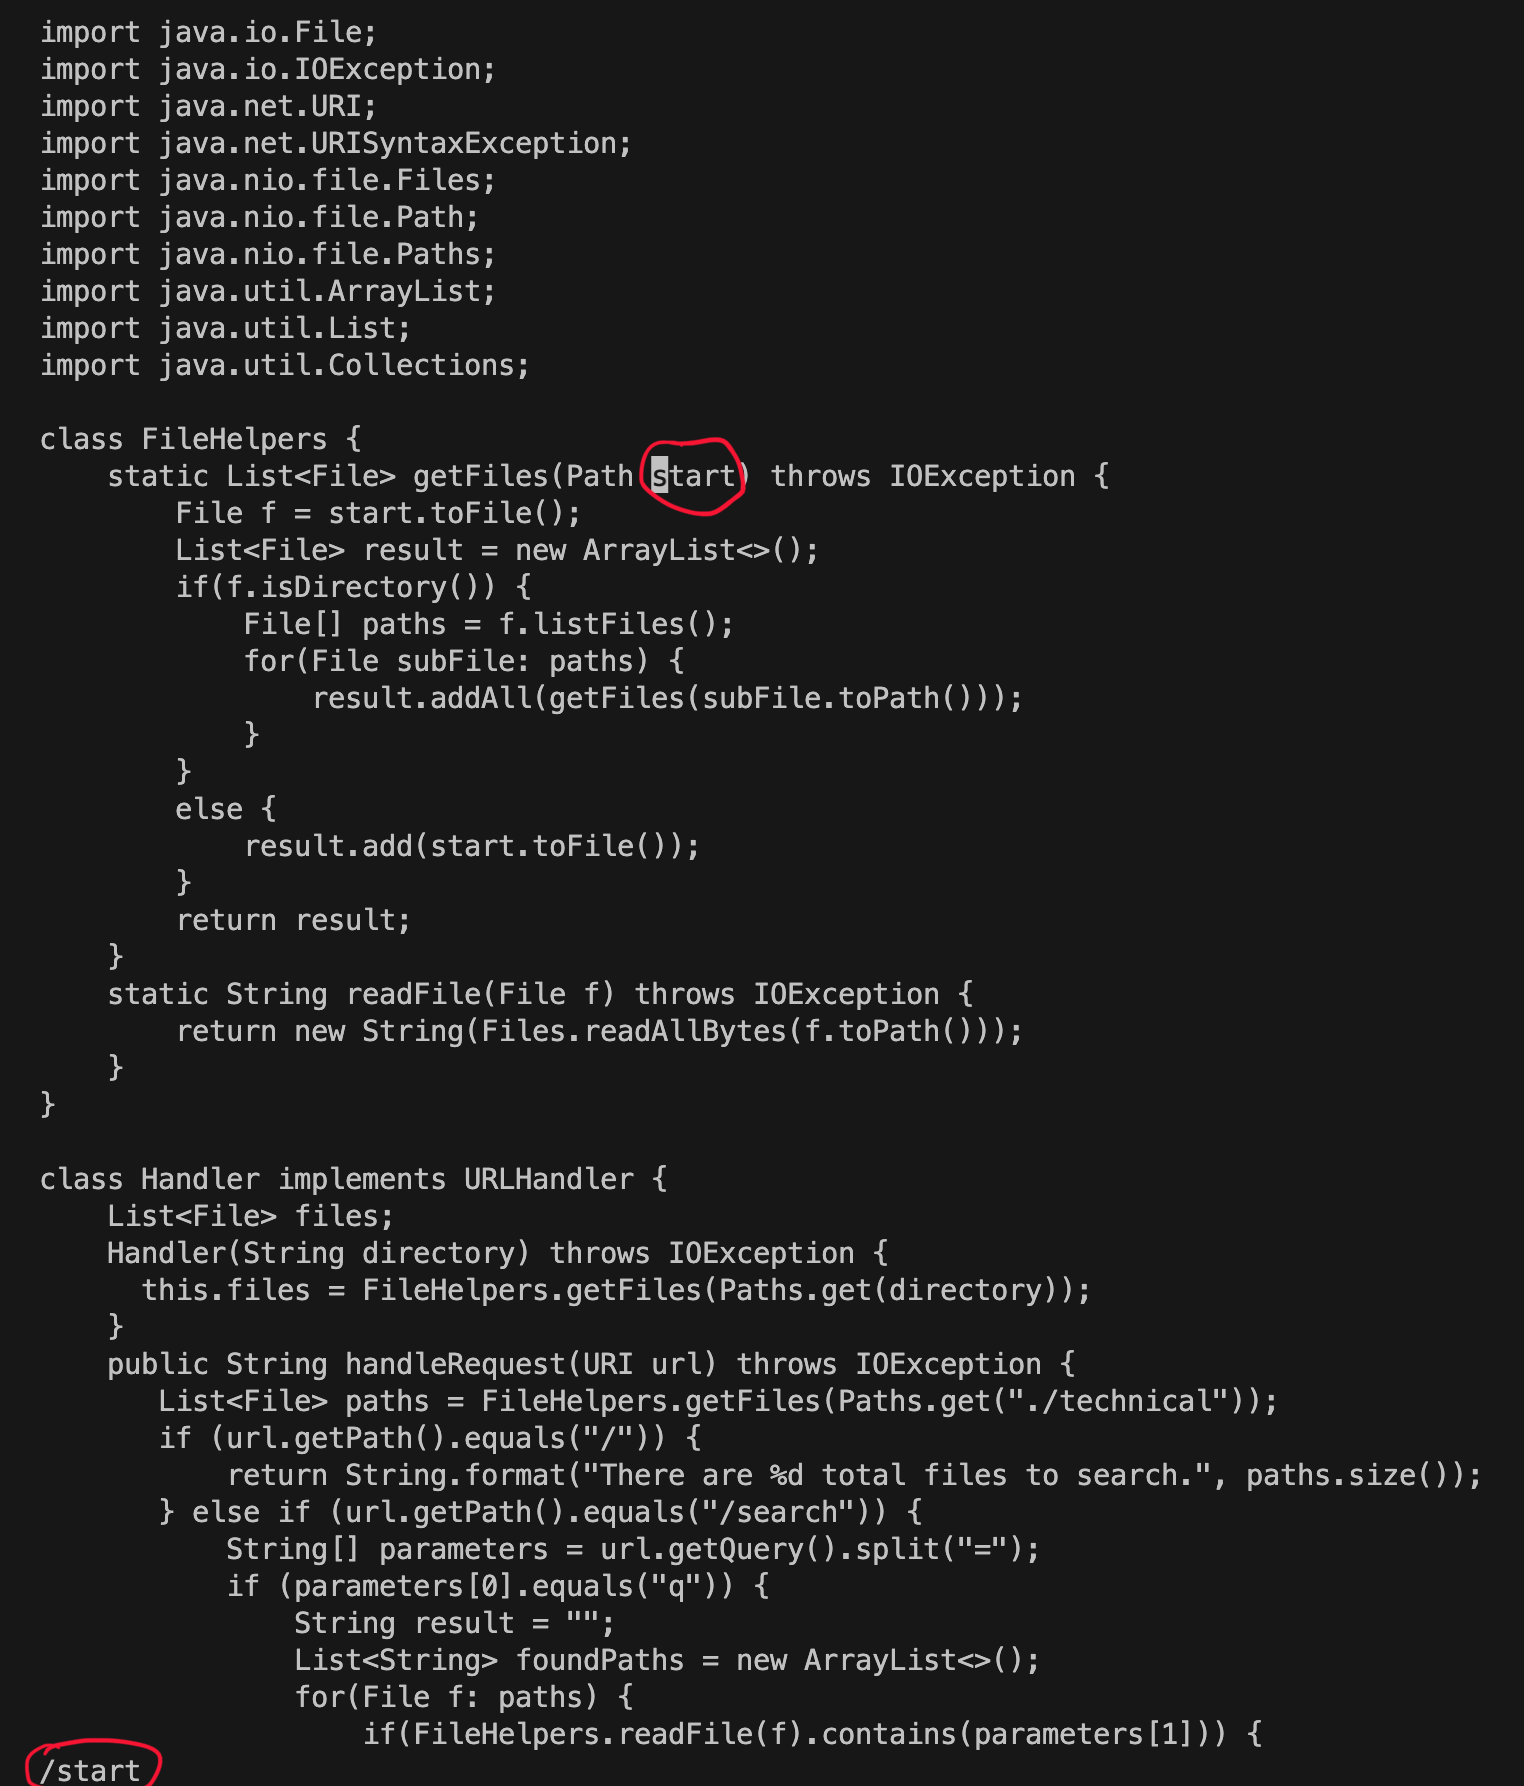 import java.io.File;
import java.io.IOException;
import java.net.URI;
import java.net.URISyntaxException;
import java.nio.file.Files;
import java.nio.file.Path;
import java.nio.file.Paths;
import java.util.ArrayList;
import java.util.List;
import java.util.Collections;

class FileHelpers {
    static List<File> getFiles(Path start) throws IOException {
        File f = start.toFile();
        List<File> result = new ArrayList<>();
        if(f.isDirectory()) {
            File[] paths = f.listFiles();
            for(File subFile: paths) {
                result.addAll(getFiles(subFile.toPath()));
            }
        }
        else {
            result.add(start.toFile());
        }
        return result;
    }
    static String readFile(File f) throws IOException {
        return new String(Files.readAllBytes(f.toPath()));
    }
}

class Handler implements URLHandler {
    List<File> files;
    Handler(String directory) throws IOException {
      this.files = FileHelpers.getFiles(Paths.get(directory));
    }
    public String handleRequest(URI url) throws IOException {
       List<File> paths = FileHelpers.getFiles(Paths.get("./technical"));
       if (url.getPath().equals("/")) {
           return String.format("There are %d total files to search.", paths.size());
       } else if (url.getPath().equals("/search")) {
           String[] parameters = url.getQuery().split("=");
           if (parameters[0].equals("q")) {
               String result = "";
               List<String> foundPaths = new ArrayList<>();
               for(File f: paths) {
                   if(FileHelpers.readFile(f).contains(parameters[1])) {
/start